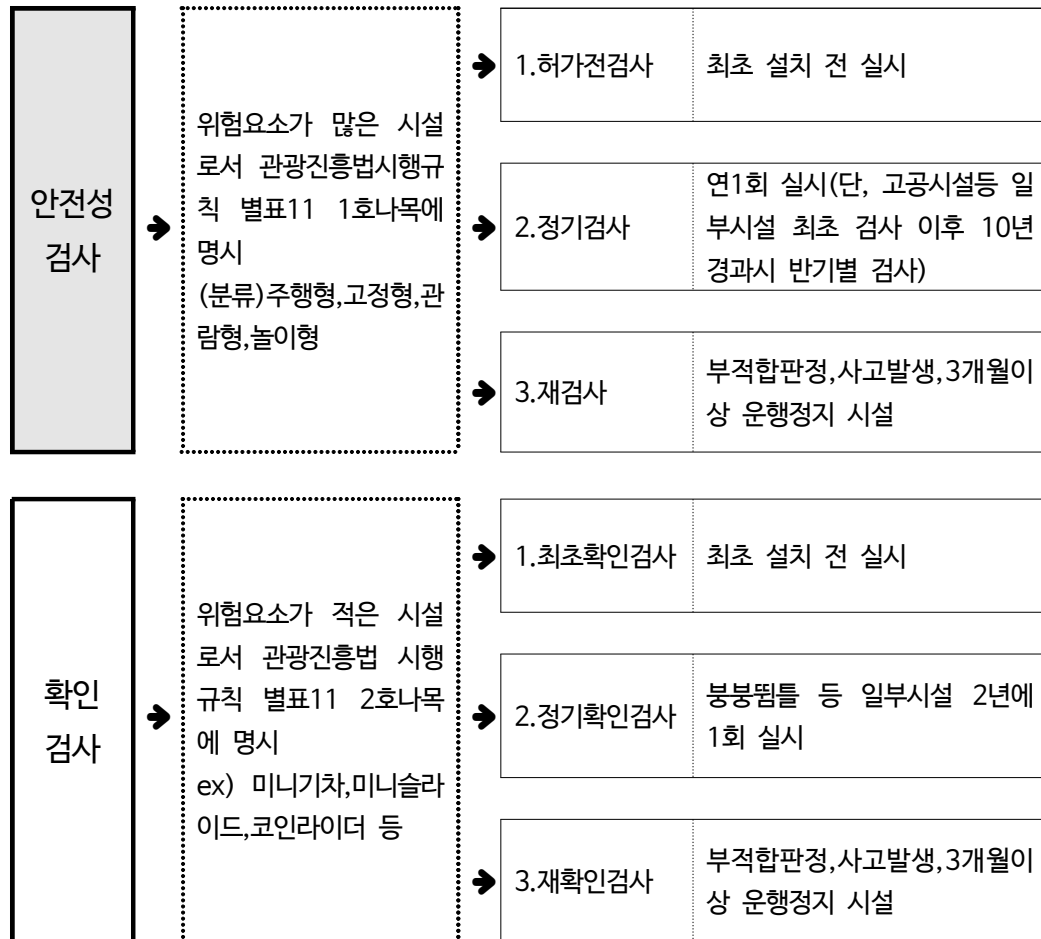 안전성
검사
위험요소가 많은 시설
로서 관광진흥법시행규
칙 별표11 1호나목에
명시
(분류)주행형,고정형,관
람형,놀이형
1.허가전검사
최초 설치 전 실시
2.정기검사
연1회 실시(단, 고공시설등 일
부시설 최초 검사 이후 10년
경과시 반기별 검사)
3.재검사
부적합판정,사고발생,3개월이
상 운행정지 시설
확인
검사
위험요소가 적은 시설
로서 관광진흥법 시행
규칙 별표11 2호나목
에 명시
ex) 미니기차,미니슬라
이드,코인라이더 등
1.최초확인검사
최초 설치 전 실시
2.정기확인검사
붕붕뜀틀 등 일부시설 2년에
1회 실시
3.재확인검사
부적합판정,사고발생,3개월이
상 운행정지 시설